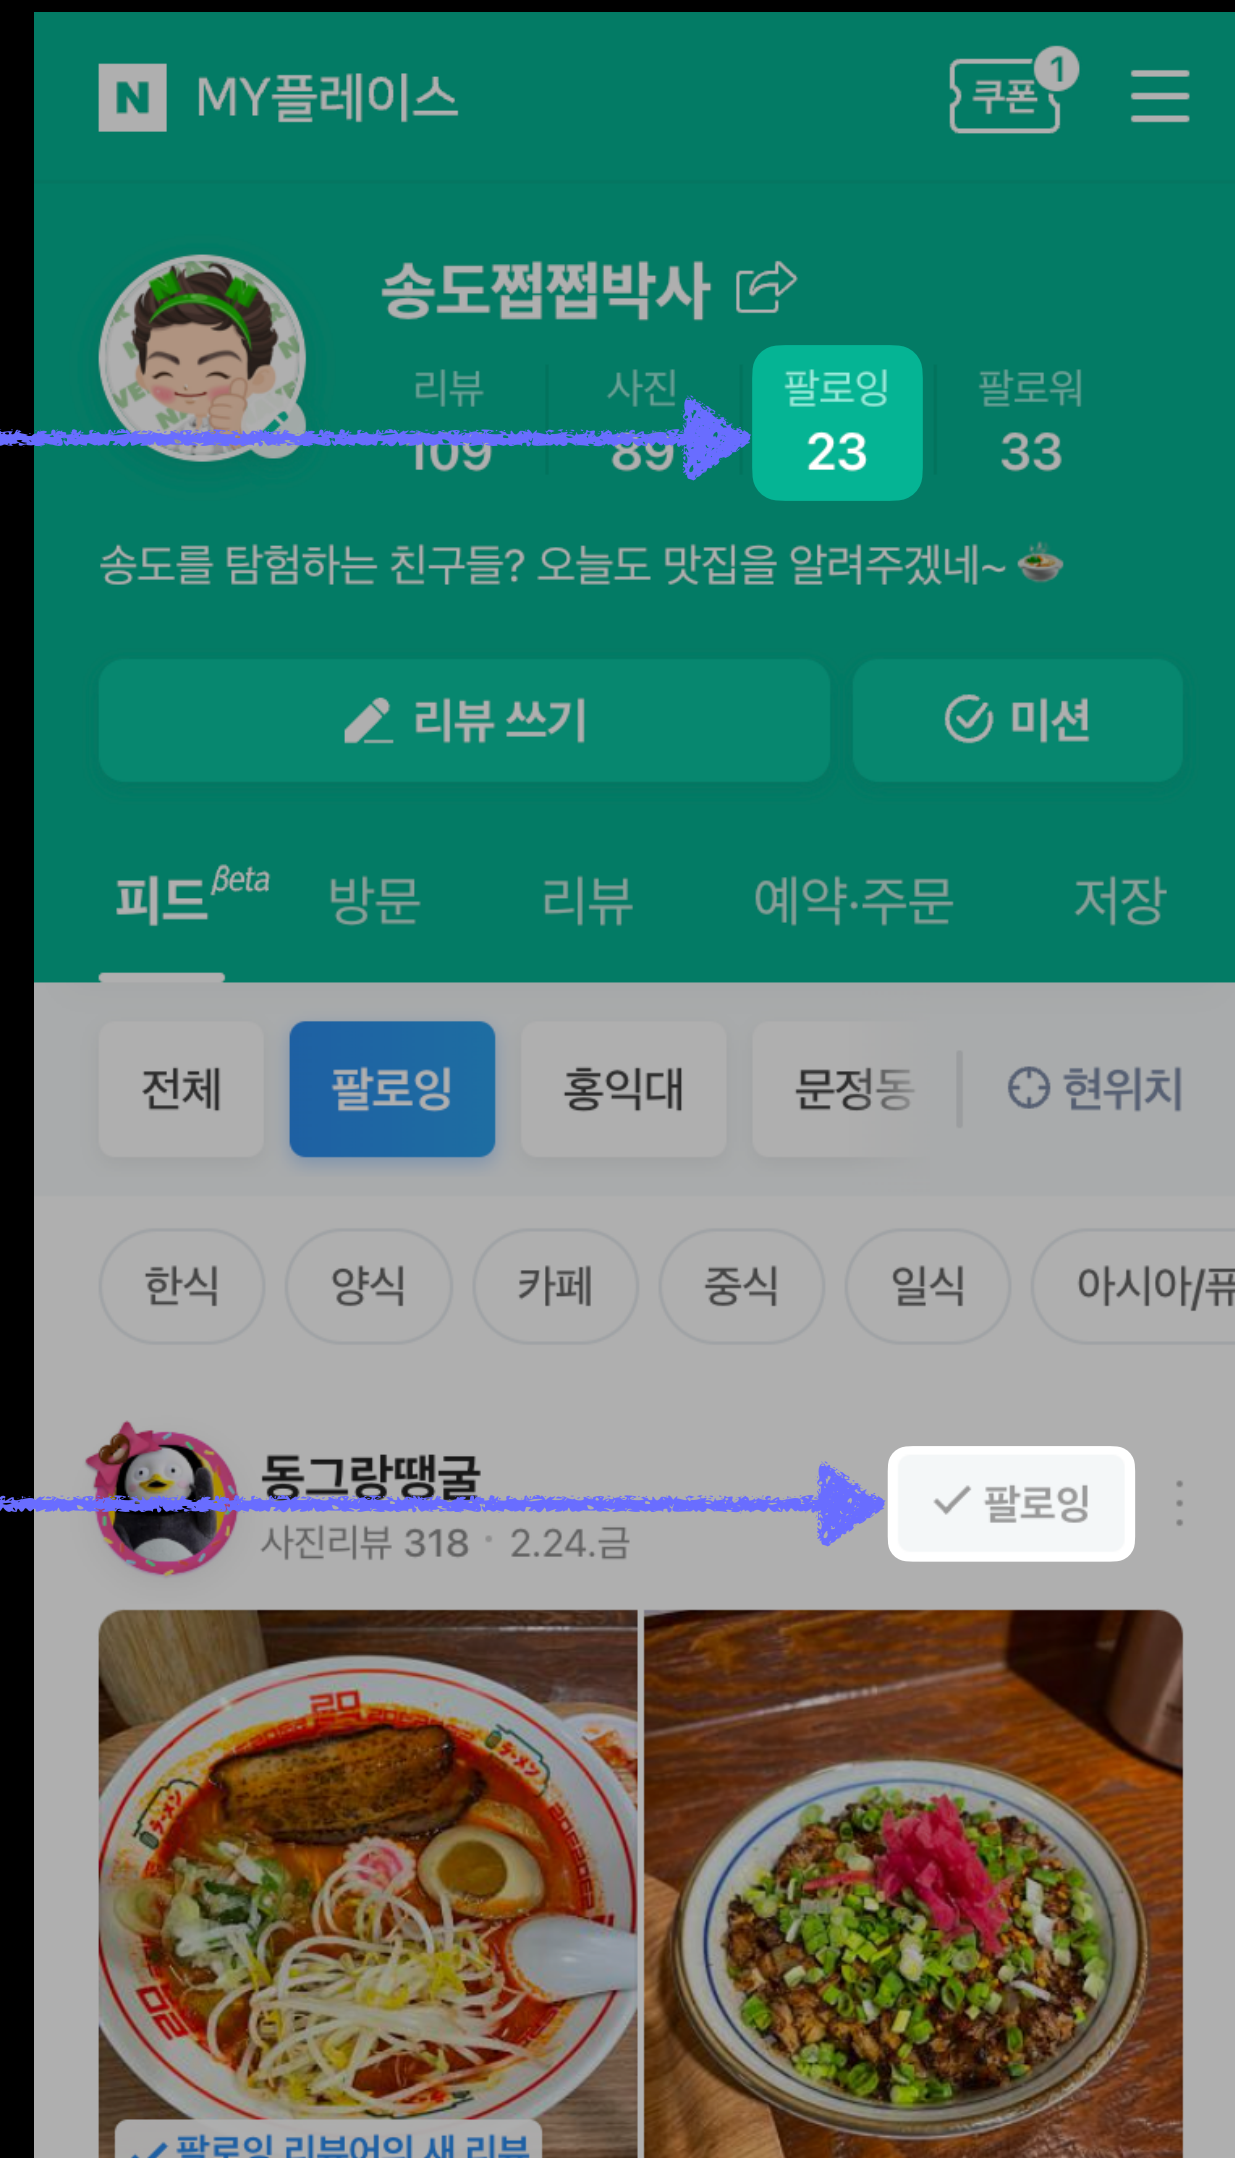 N MY플레이스 쿠폰 1
송도쩝쩝박사
리뷰 사진 팔로잉 팔로워
109 89 23 33
송도를 탐험하는 친구들? 오늘도 맛집을 알려주겠네~
리뷰 쓰기 미션
피드 βeta 방문 리뷰 예약·주문 저장
전체 팔로잉 홍익대 문정동 현위치
한식 양식 카페 중식 일식 아시아/퓨
동그랑땡굴
팔로잉
사진리뷰 318 · 2.24.금
팔로잉 리뷰어의 새 리뷰